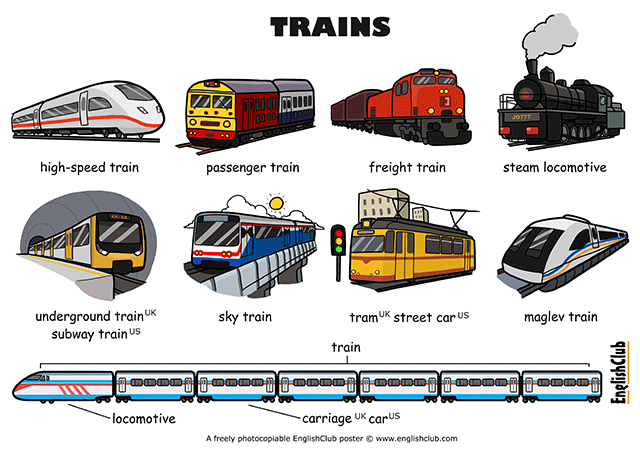 TRAINS
high-speed train
passenger train
freight train
steam locomotive
JO777
underground train UK
subway train US
sky train
tram UK street car US
maglev train
train
locomotive
carriage UK car US
EnglishClub
A freely photocopiable EnglishClub poster © www.englishclub.com